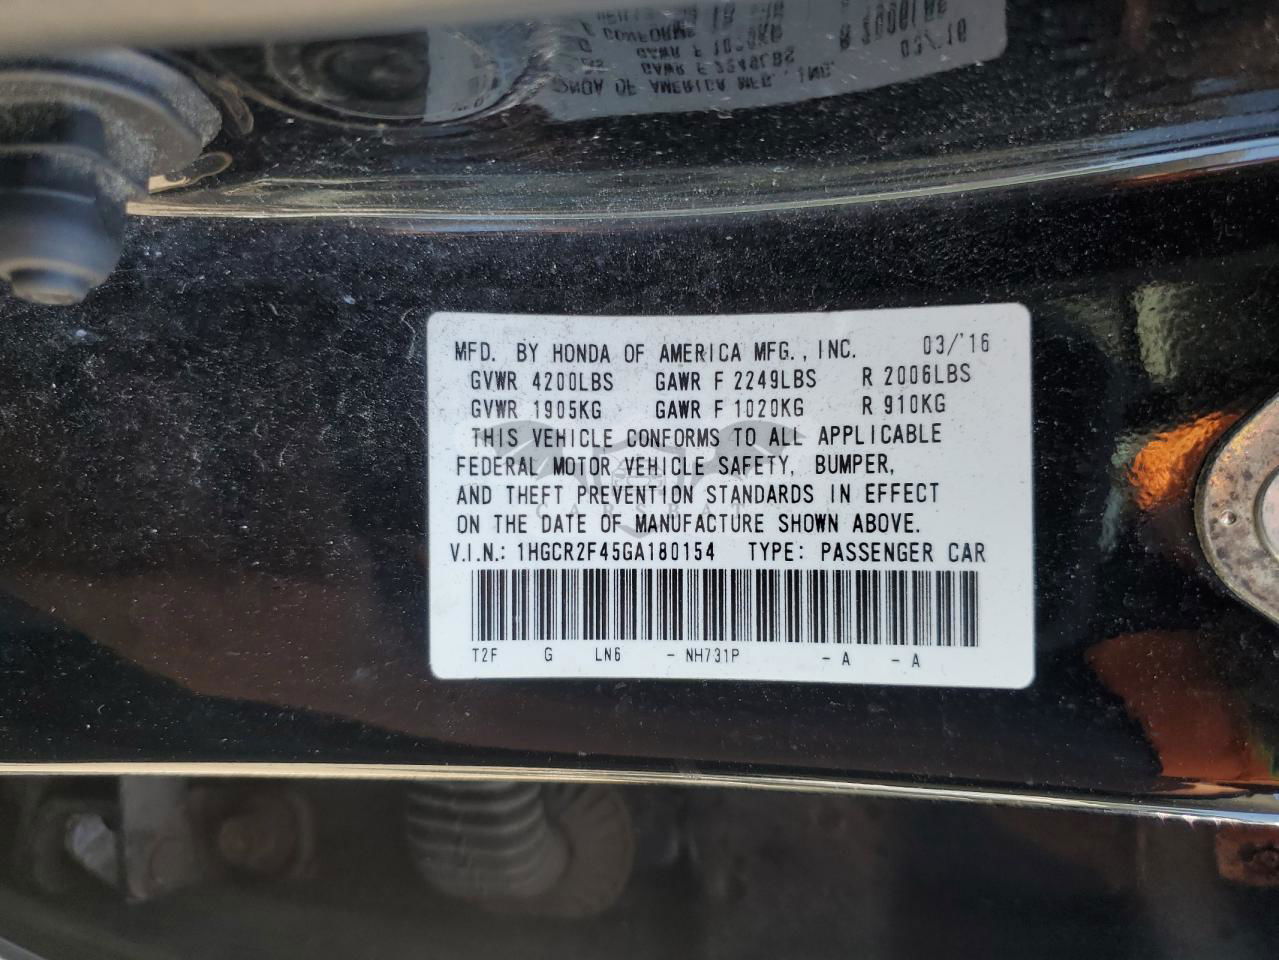 MFD. BY HONDA OF AMERICA MFG., INC. 03/'16
GVWR 4200LBS GAWR F 2249LBS R 2006LBS
GVWR 1905KG GAWR F 1020KG R 910KG
THIS VEHICLE CONFORMS TO ALL APPLICABLE
FEDERAL MOTOR VEHICLE SAFETY, BUMPER,
AND THEFT PREVENTION STANDARDS IN EFFECT
ON THE DATE OF MANUFACTURE SHOWN ABOVE.
V.I.N.: 1HGCR2F45GA180154 TYPE: PASSENGER CAR
T2F G LN6 - NH731P - A - A